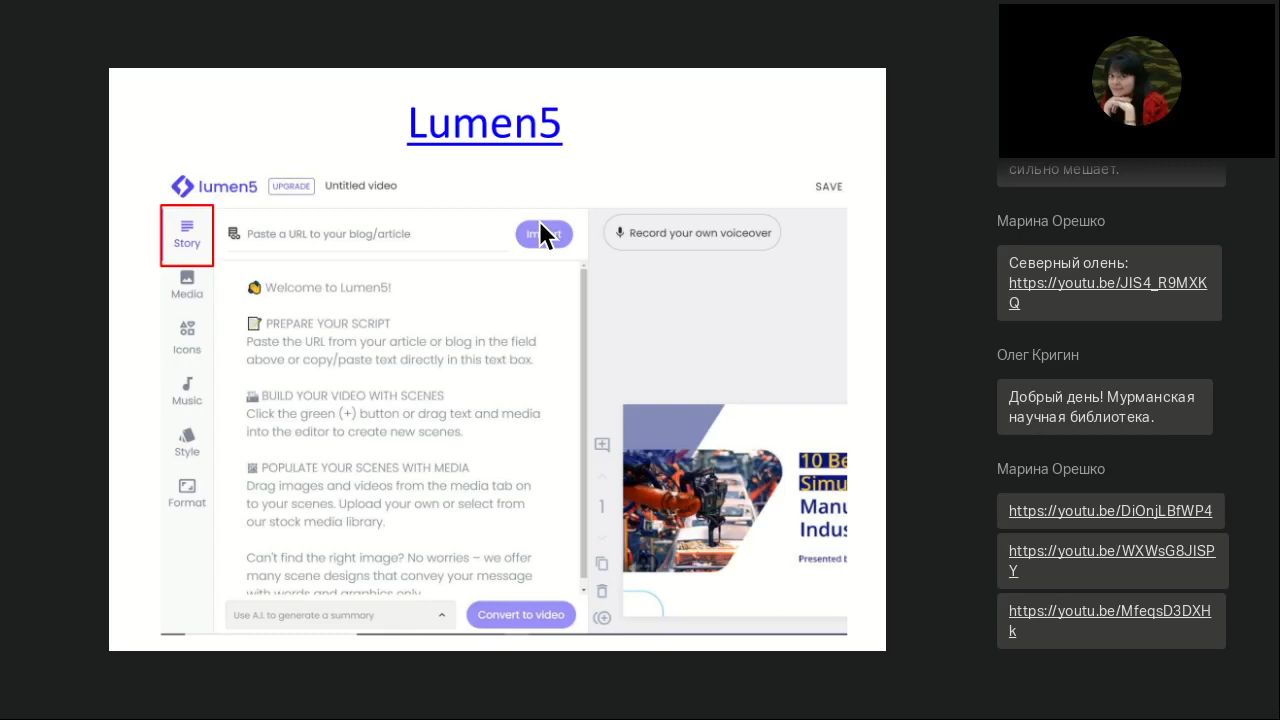 Lumen5
lumen5 UPGRADE Untitled video SAVE
Story
Media
Icons
Music
Style
Format
Paste a URL to your blog/article
Record your own voiceover
Welcome to Lumen5!
PREPARE YOUR SCRIPT
Paste the URL from your article or blog in the field
above or copy/paste text directly in this text box.
BUILD YOUR VIDEO WITH SCENES
Click the green (+) button or drag text and media
into the editor to create new scenes.
POPULATE YOUR SCENES WITH MEDIA
Drag images and videos from the media tab on
to your scenes. Upload your own or select from
our stock media library.
Can't find the right image? No worries – we offer
many scene designs that convey your message
with words and graphics only.
Use A.I. to generate a summary
Convert to video
1
10 Be
Simu
Manu
Indus
Presented b
сильно мешает.
Марина Орешко
Северный олень:
https://youtu.be/JIS4_R9MXK
Q
Олег Кригин
Добрый день! Мурманская
научная библиотека.
Марина Орешко
https://youtu.be/DiOnjLBfWP4
https://youtu.be/WXWsG8JISP
Y
https://youtu.be/MfeqsD3DXH
k